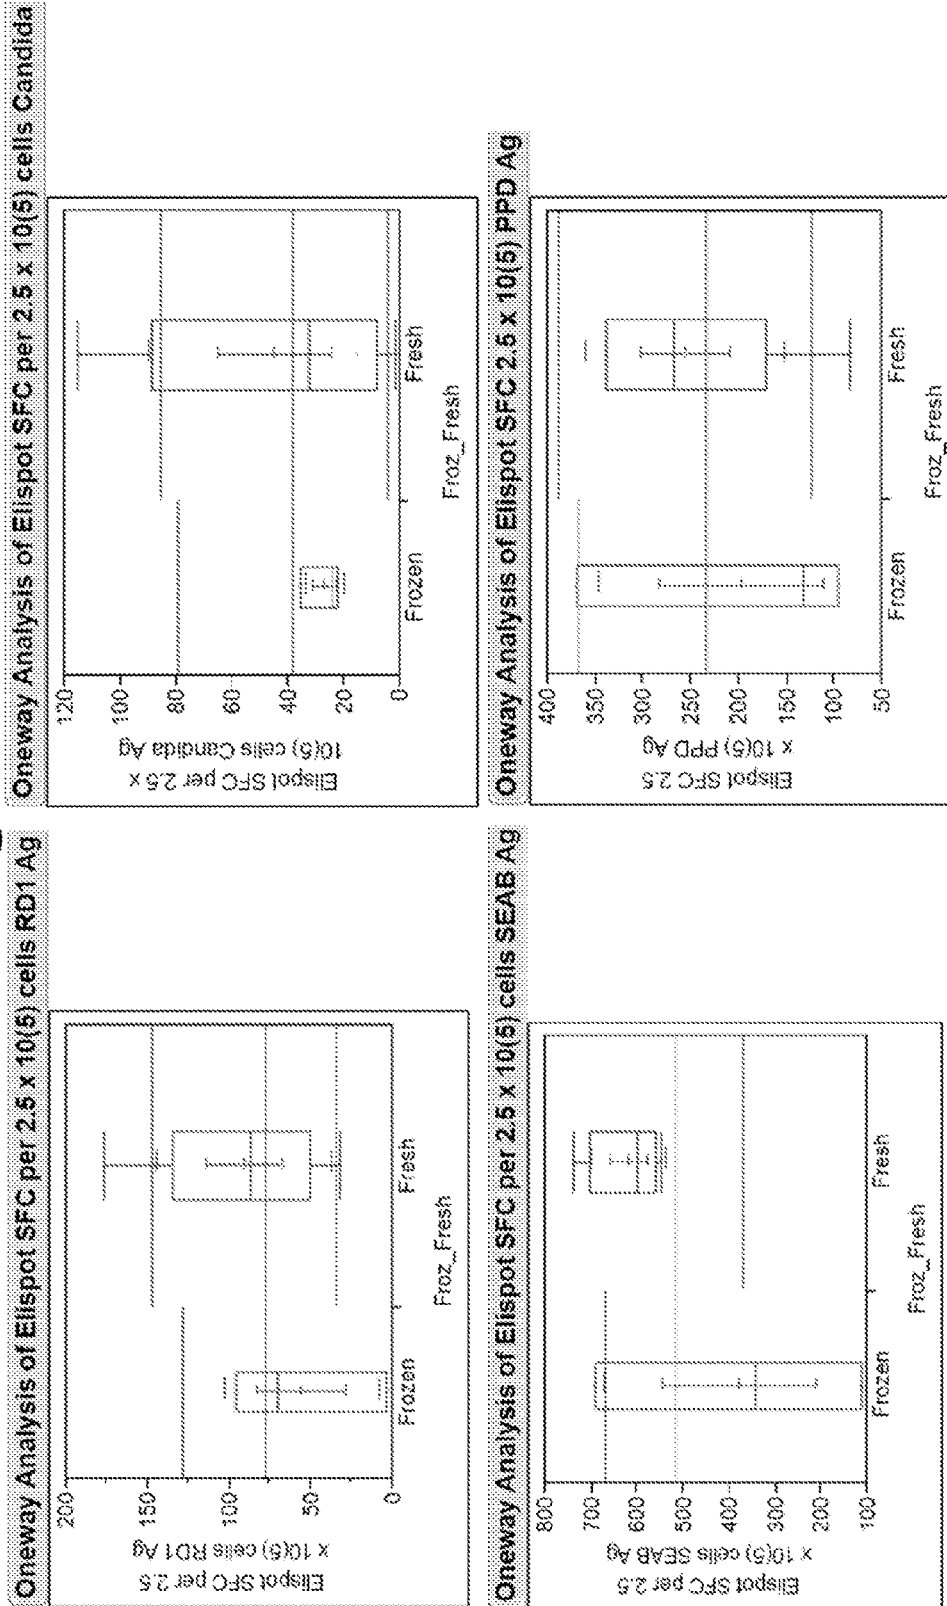 Oneway Analysis of Elispot SFC per 2.5 x 10(5) cells RD1 Ag
Elispot SFC per 2.5
x 10(5) cells RD1 Ag
200
150
100
50
0
Frozen
Fresh
Froz_Fresh
Oneway Analysis of Elispot SFC per 2.5 x 10(5) cells Candida
Elispot SFC per 2.5 x
10(5) cells Candida Ag
120
100
80
60
40
20
0
Frozen
Fresh
Froz_Fresh
Oneway Analysis of Elispot SFC per 2.5 x 10(5) cells SEAB Ag
Elispot SFC per 2.5
x 10(5) cells SEAB Ag
800
700
600
500
400
300
200
100
Frozen
Fresh
Froz_Fresh
Oneway Analysis of Elispot SFC 2.5 x 10(5) PPD Ag
Elispot SFC 2.5
x 10(5) PPD Ag
400
350
300
250
200
150
100
50
Frozen
Fresh
Froz_Fresh